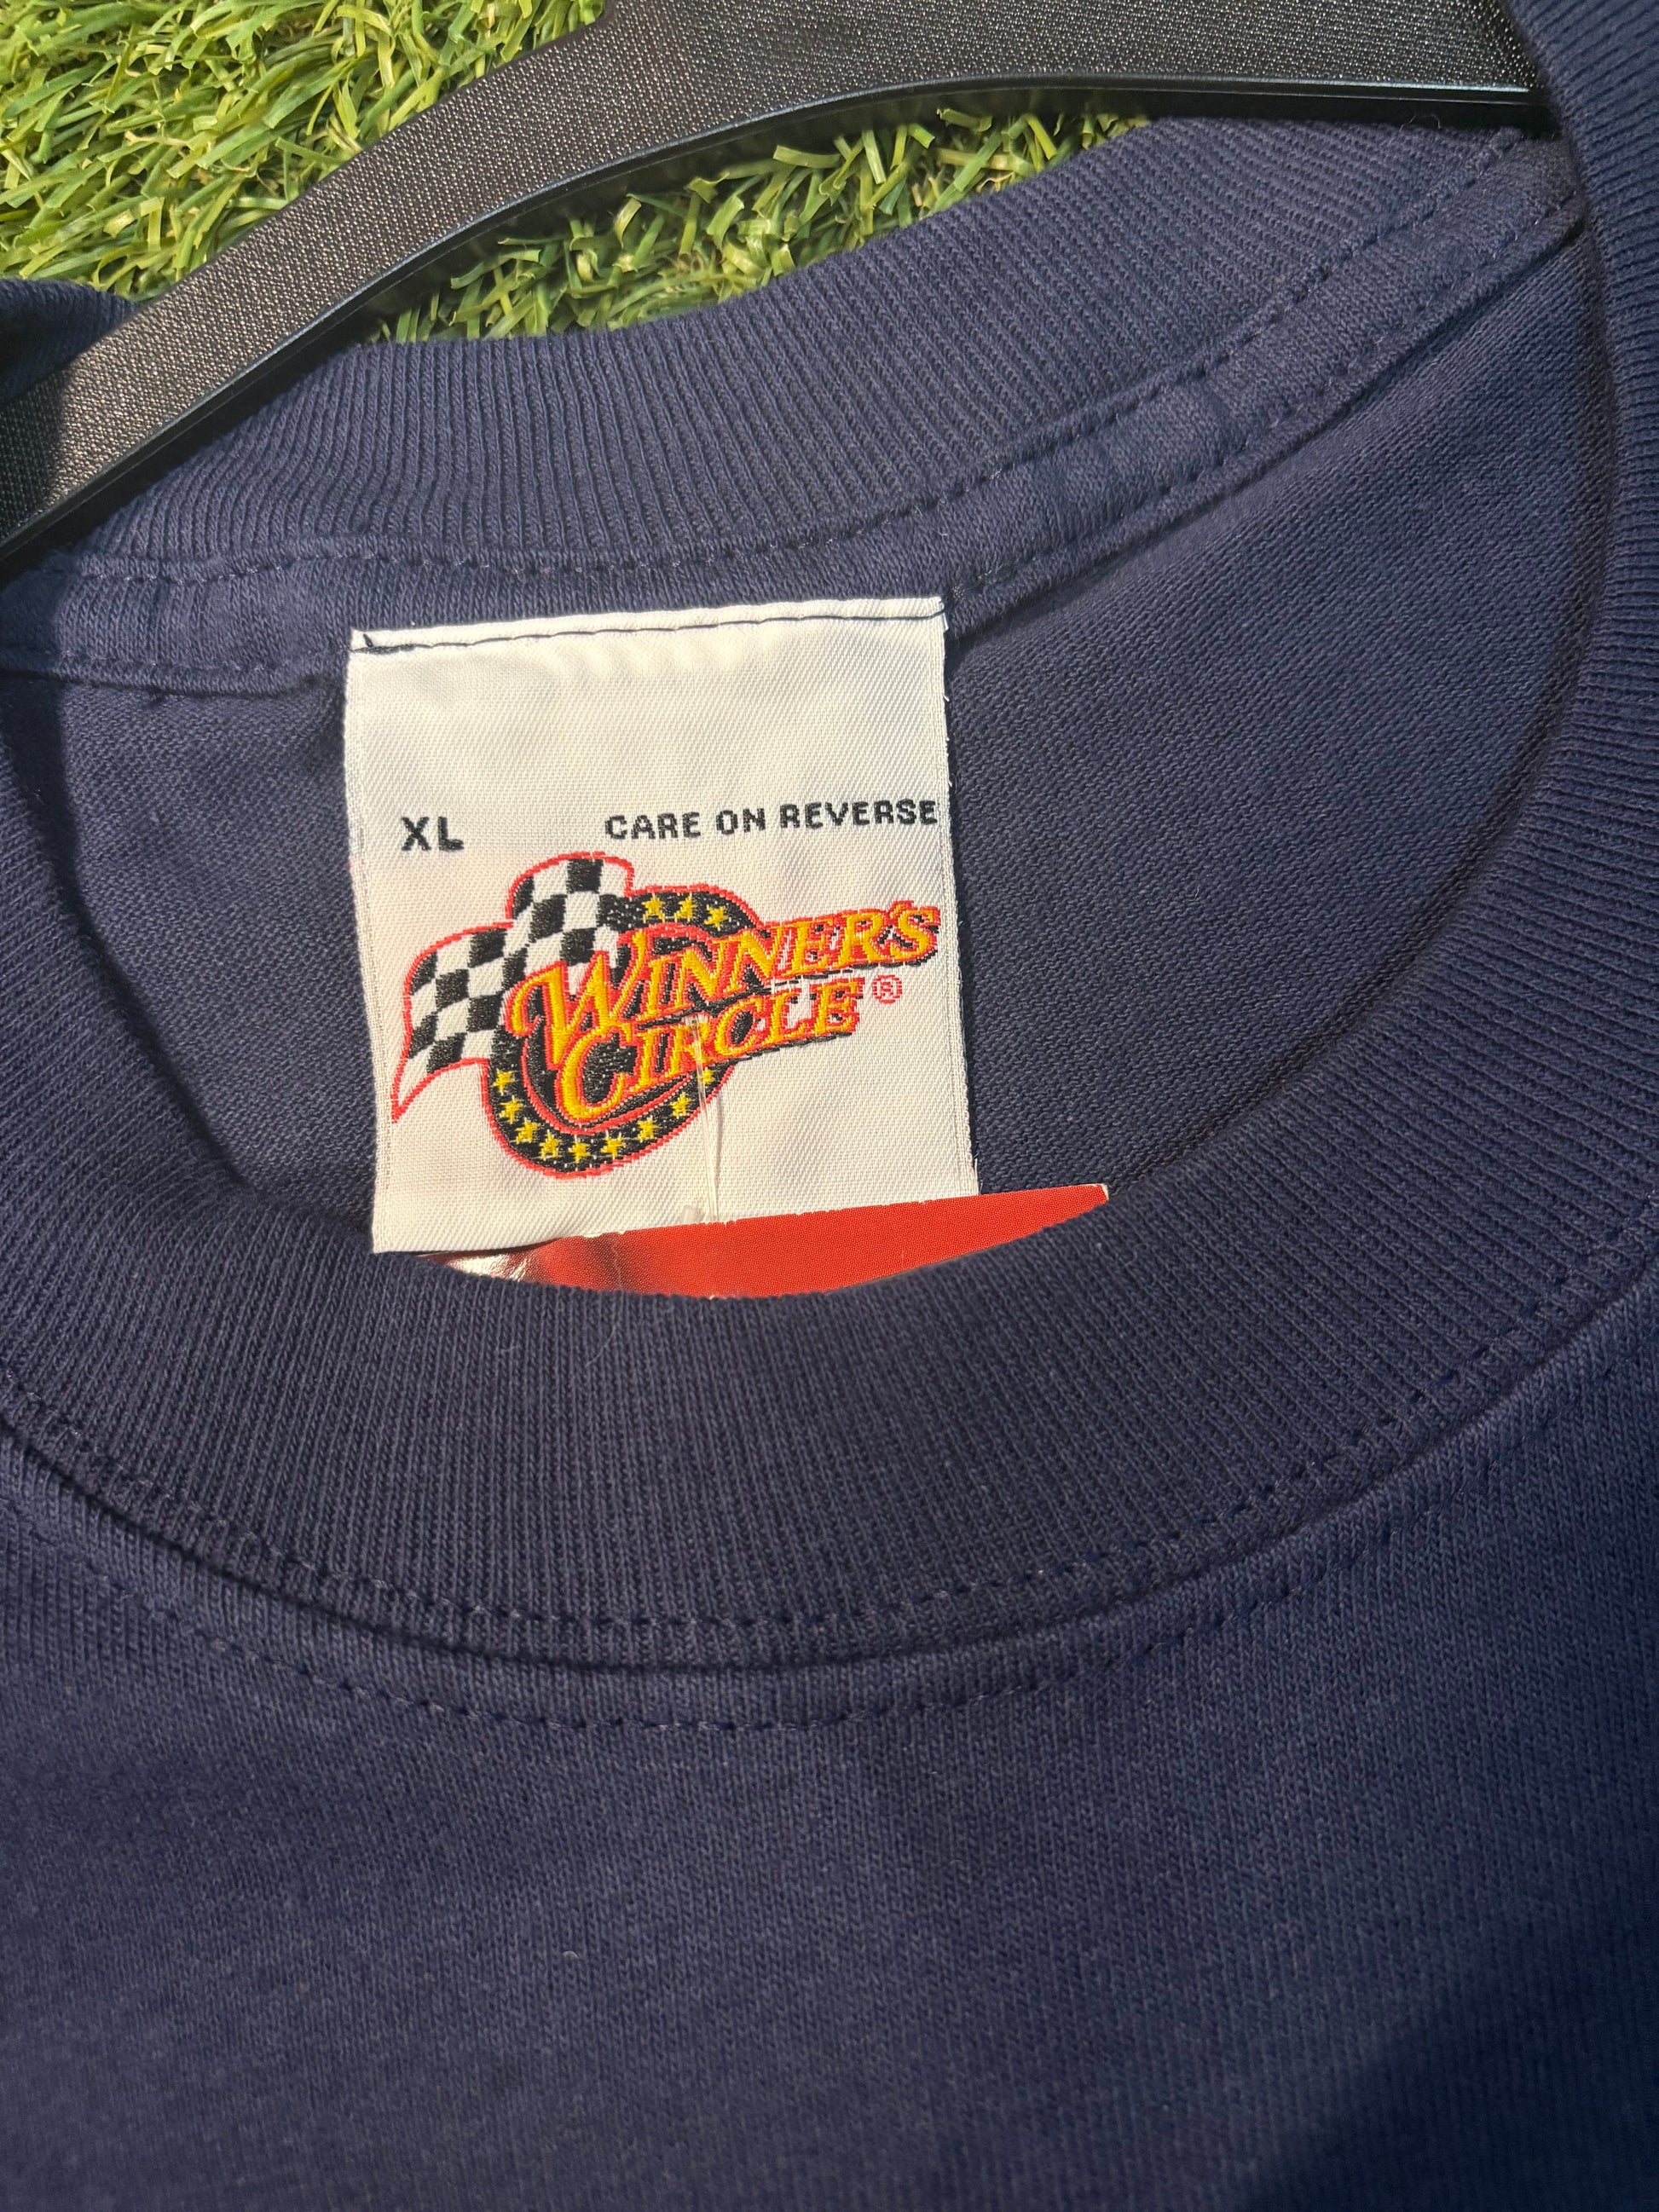 XL CARE ON REVERSE
WINNER'S
CIRCLE ®